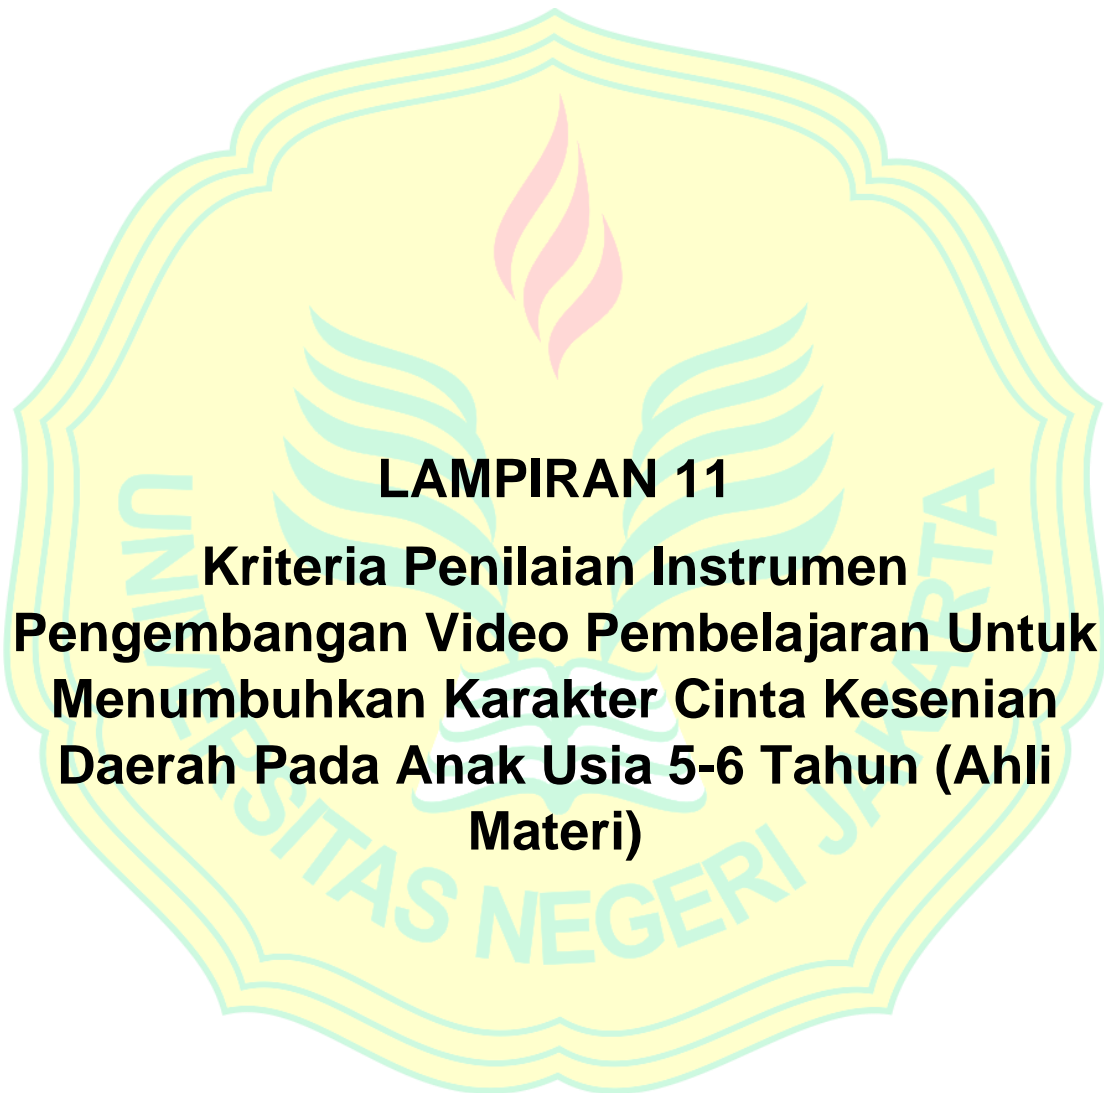 LAMPIRAN 11
Kriteria Penilaian Instrumen
Pengembangan Video Pembelajaran Untuk
Menumbuhkan Karakter Cinta Kesenian
Daerah Pada Anak Usia 5-6 Tahun (Ahli
Materi)
UNIVERSITAS NEGERI JAKARTA